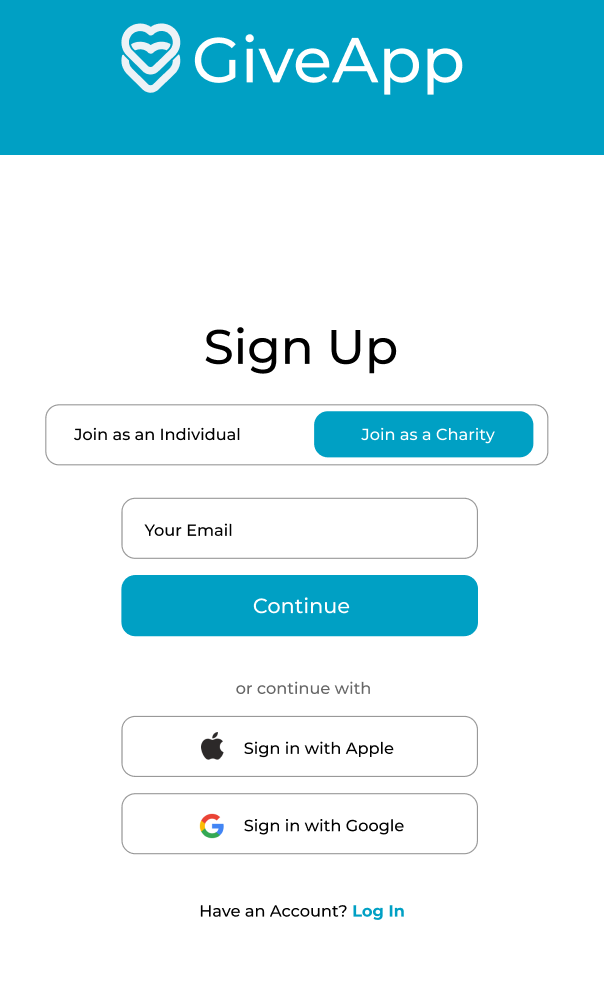 GiveApp
Sign Up
Join as an Individual
Join as a Charity
Your Email
Continue
or continue with
Sign in with Apple
Sign in with Google
Have an Account? Log In